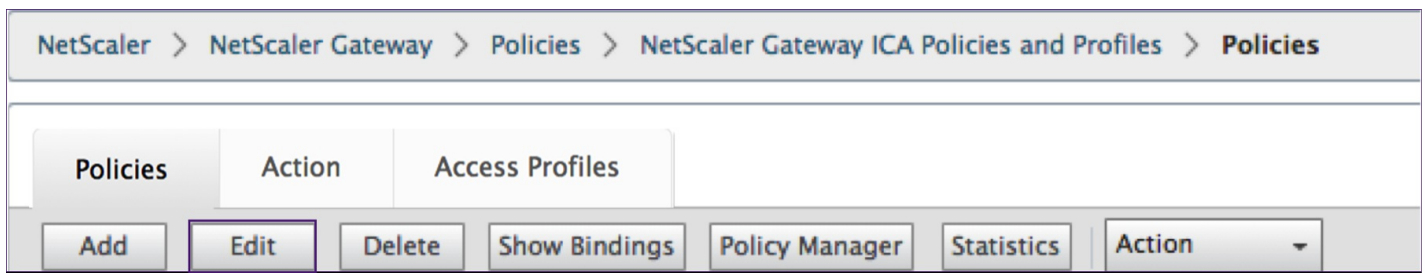 NetScaler > NetScaler Gateway > Policies > NetScaler Gateway ICA Policies and Profiles > Policies
Policies Action Access Profiles
Add Edit Delete Show Bindings Policy Manager Statistics Action